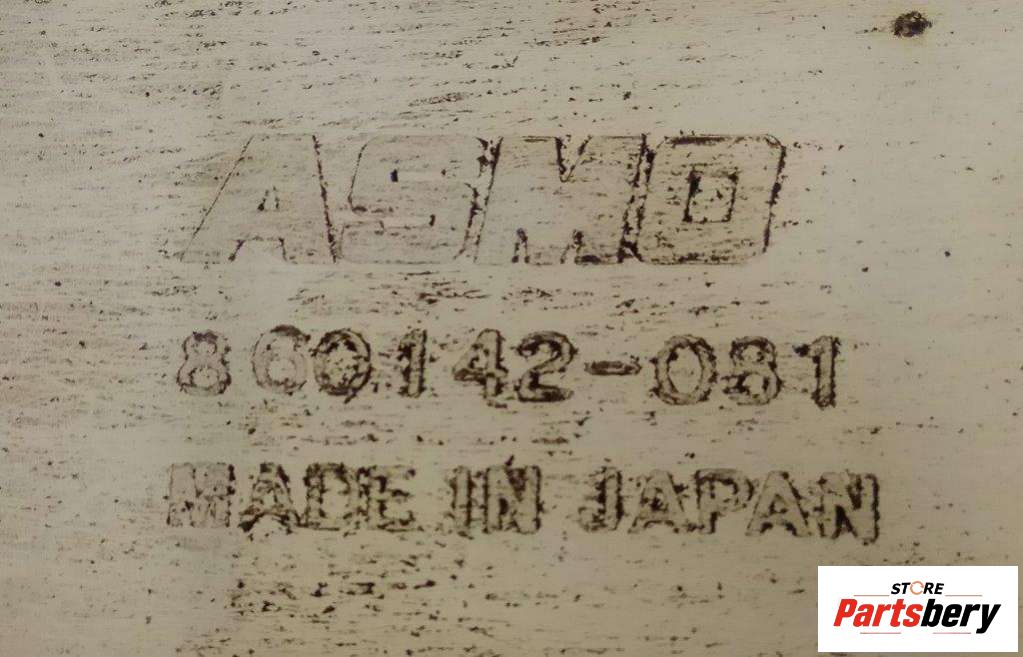 ASMO
860142-081
MADE IN JAPAN
STORE
Partsbery